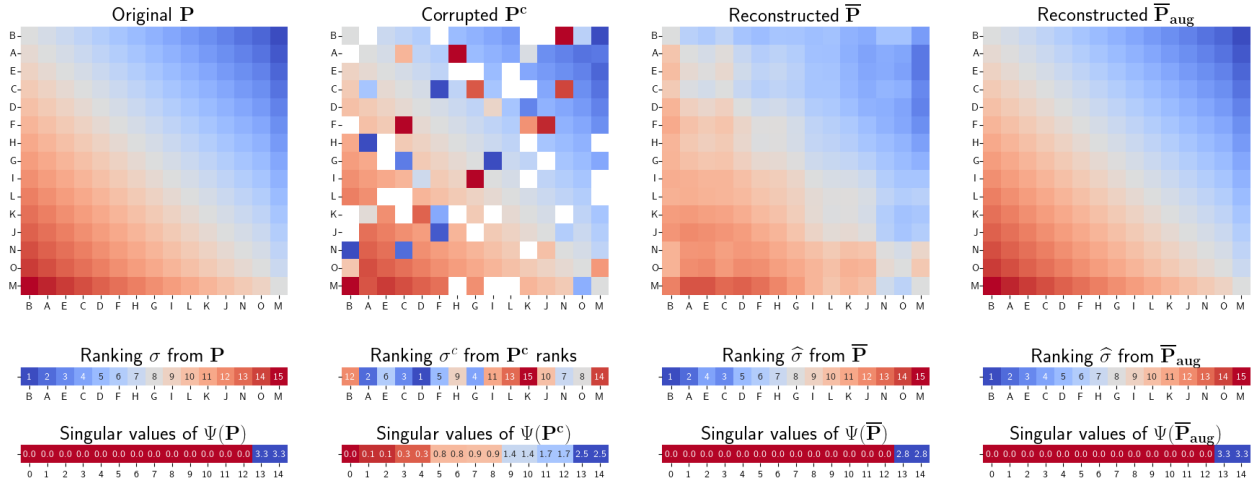 Original P
B
A
E
C
D
F
H
G
I
L
K
J
N
O
M
B A E C D F H G I L K J N O M
Corrupted Pᶜ
B
A
E
C
D
F
H
G
I
L
K
J
N
O
M
B A E C D F H G I L K J N O M
Reconstructed P̅
B
A
E
C
D
F
H
G
I
L
K
J
N
O
M
B A E C D F H G I L K J N O M
Reconstructed P̅aug
B
A
E
C
D
F
H
G
I
L
K
J
N
O
M
B A E C D F H G I L K J N O M
Ranking σ from P
1 2 3 4 5 6 7 8 9 10 11 12 13 14 15
B A E C D F H G I L K J N O M
Ranking σᶜ from Pᶜ ranks
12 2 6 3 1 5 9 4 11 13 15 10 7 8 14
B A E C D F H G I L K J N O M
Ranking σ̂ from P̅
1 2 4 3 5 6 7 8 9 10 11 12 13 14 15
B A E C D F H G I L K J N O M
Ranking σ̂ from P̅aug
1 2 3 4 5 6 7 8 9 10 11 12 13 14 15
B A E C D F H G I L K J N O M
Singular values of Ψ(P)
0.0 0.0 0.0 0.0 0.0 0.0 0.0 0.0 0.0 0.0 0.0 0.0 0.0 3.3 3.3
0 1 2 3 4 5 6 7 8 9 10 11 12 13 14
Singular values of Ψ(Pᶜ)
0.0 0.1 0.1 0.3 0.3 0.8 0.8 0.9 0.9 1.4 1.4 1.7 1.7 2.5 2.5
0 1 2 3 4 5 6 7 8 9 10 11 12 13 14
Singular values of Ψ(P̅)
0.0 0.0 0.0 0.0 0.0 0.0 0.0 0.0 0.0 0.0 0.0 0.0 0.0 2.8 2.8
0 1 2 3 4 5 6 7 8 9 10 11 12 13 14
Singular values of Ψ(P̅aug)
0.0 0.0 0.0 0.0 0.0 0.0 0.0 0.0 0.0 0.0 0.0 0.0 0.0 3.3 3.3
0 1 2 3 4 5 6 7 8 9 10 11 12 13 14